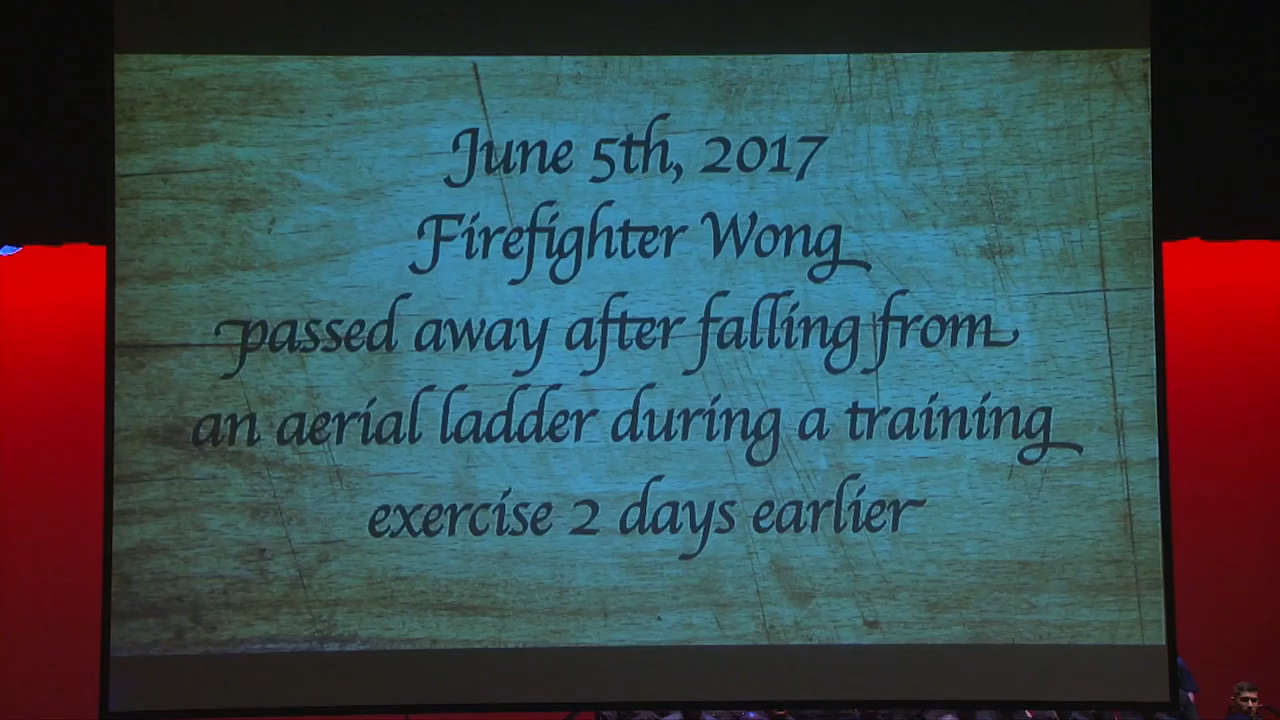 June 5th, 2017
Firefighter Wong
passed away after falling from
an aerial ladder during a training
exercise 2 days earlier